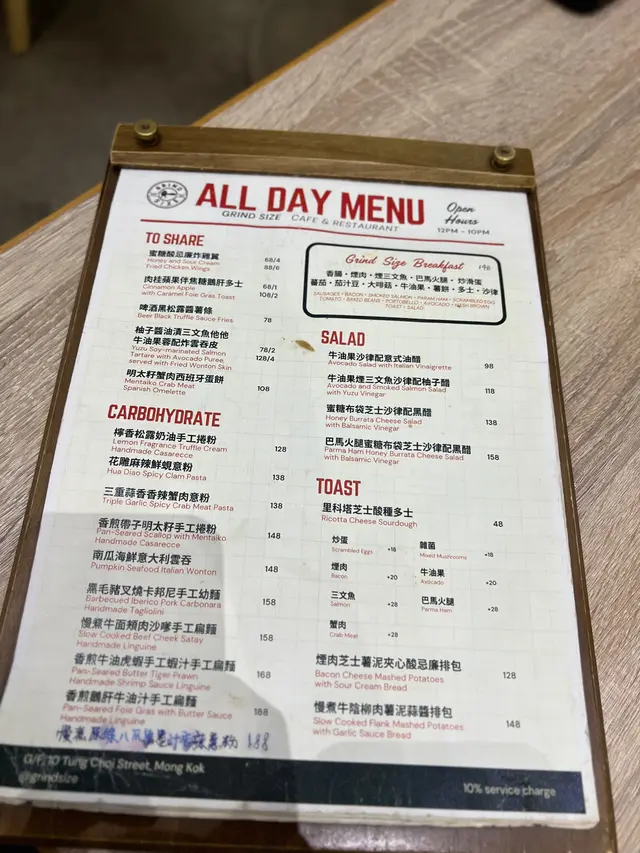 GRIND SIZE
ALL DAY MENU
GRIND SIZE CAFE & RESTAURANT
Open
Hours
12PM - 10PM
TO SHARE
蜜糖酸忌廉炸雞翼
Honey and Sour Cream 68/4
Fried Chicken Wings 88/6
肉桂蘋果伴焦糖鵝肝多士
Cinnamon Apple 68/1
with Caramel Foie Gras Toast 108/2
啤酒黑松露醬薯條
Beer Black Truffle Sauce Fries 78
柚子醬油漬三文魚他他
牛油果蓉配炸雲吞皮
Yuzu Soy-marinated Salmon 78/2
Tartare with Avocado Puree, 128/4
served with Fried Wonton Skin
明太籽蟹肉西班牙蛋餅
Mentaiko Crab Meat 108
Spanish Omelette
CARBOHYDRATE
檸香松露奶油手工捲粉
Lemon Fragrance Truffle Cream 128
Handmade Casarecce
花雕麻辣鮮蜆意粉
Hua Diao Spicy Clam Pasta 138
三重蒜香香辣蟹肉意粉
Triple Garlic Spicy Crab Meat Pasta 138
香煎帶子明太籽手工捲粉
Pan-Seared Scallop with Mentaiko 148
Handmade Casarecce
南瓜海鮮意大利雲吞
Pumpkin Seafood Italian Wonton 148
黑毛豬叉燒卡邦尼手工幼麵
Barbecued Iberico Pork Carbonara 158
Handmade Tagliolini
慢煮牛面頰肉沙嗲手工扁麵
Slow Cooked Beef Cheek Satay 158
Handmade Linguine
香煎牛油虎蝦手工蝦汁手工扁麵
Pan-Seared Butter Tiger Prawn 168
Handmade Shrimp Sauce Linguine
香煎鵝肝牛油汁手工扁麵
Pan-Seared Foie Gras with Butter Sauce 188
Handmade Linguine
188
Grind Size Breakfast 148
香腸・煙肉・煙三文魚・巴馬火腿・炒滑蛋
蕃茄・茄汁豆・大啡菇・牛油果・薯餅・多士・沙律
SAUSAGES • BACON • SMOKED SALMON • PARMA HAM • SCRAMBLED EGG
TOMATO • BAKED BEANS • PORTOBELLO • AVOCADO • HASH BROWN
TOAST • SALAD
SALAD
牛油果沙律配意式油醋
Avocado Salad with Italian Vinaigrette 98
牛油果煙三文魚沙律配柚子醋
Avocado and Smoked Salmon Salad 118
with Yuzu Vinegar
蜜糖布袋芝士沙律配黑醋
Honey Burrata Cheese Salad 138
with Balsamic Vinegar
巴馬火腿蜜糖布袋芝士沙律配黑醋
Parma Ham Honey Burrata Cheese Salad 158
with Balsamic Vinegar
TOAST
里科塔芝士酸種多士
Ricotta Cheese Sourdough 48
炒蛋
Scrambled Eggs +18
雜菌
Mixed Mushrooms +18
煙肉
Bacon +20
牛油果
Avocado +20
三文魚
Salmon +28
巴馬火腿
Parma Ham +28
蟹肉
Crab Meat +28
煙肉芝士薯泥夾心酸忌廉排包
Bacon Cheese Mashed Potatoes 128
with Sour Cream Bread
慢煮牛陰柳肉薯泥蒜醬排包
Slow Cooked Flank Mashed Potatoes 148
with Garlic Sauce Bread
G/F, 10 Tung Choi Street, Mong Kok
@grindsize
10% service charge